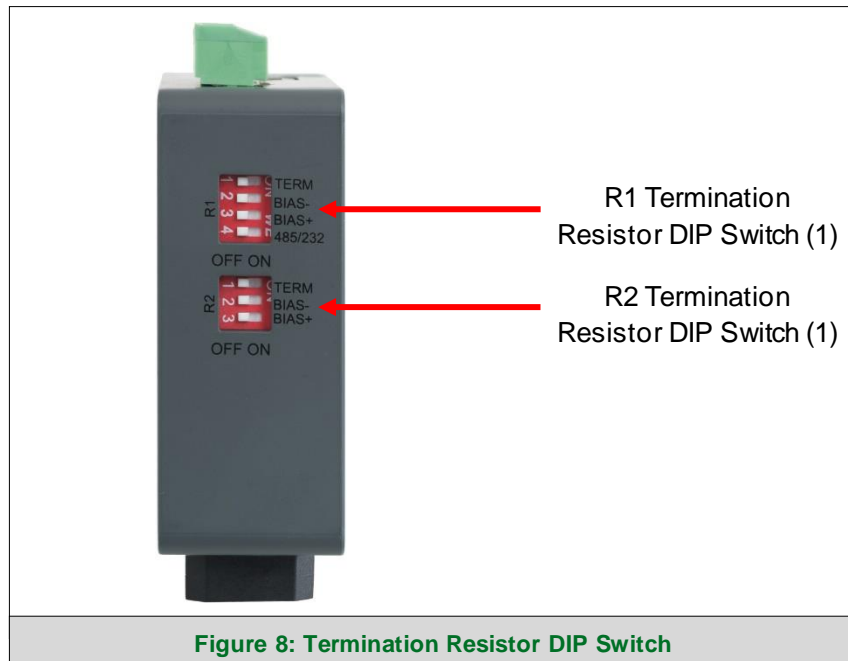 R1
1
2
3
4
ON
TERM
BIAS-
BIAS+
485/232
OFF ON
R2
1
2
3
TERM
BIAS-
BIAS+
OFF ON
R1 Termination
Resistor DIP Switch (1)
R2 Termination
Resistor DIP Switch (1)
Figure 8: Termination Resistor DIP Switch